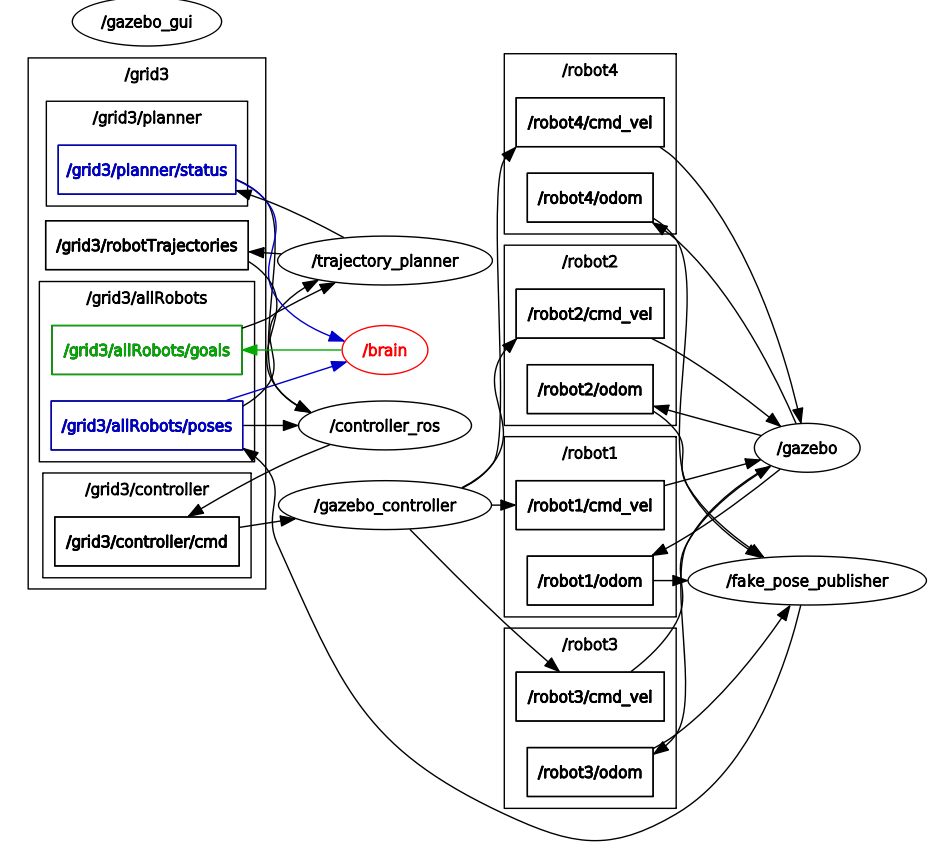 /gazebo_gui
/grid3
/grid3/planner
/grid3/planner/status
/grid3/robotTrajectories
/grid3/allRobots
/grid3/allRobots/goals
/grid3/allRobots/poses
/grid3/controller
/grid3/controller/cmd
/trajectory_planner
/brain
/controller_ros
/gazebo_controller
/robot4
/robot4/cmd_vel
/robot4/odom
/robot2
/robot2/cmd_vel
/robot2/odom
/robot1
/robot1/cmd_vel
/robot1/odom
/robot3
/robot3/cmd_vel
/robot3/odom
/gazebo
/fake_pose_publisher